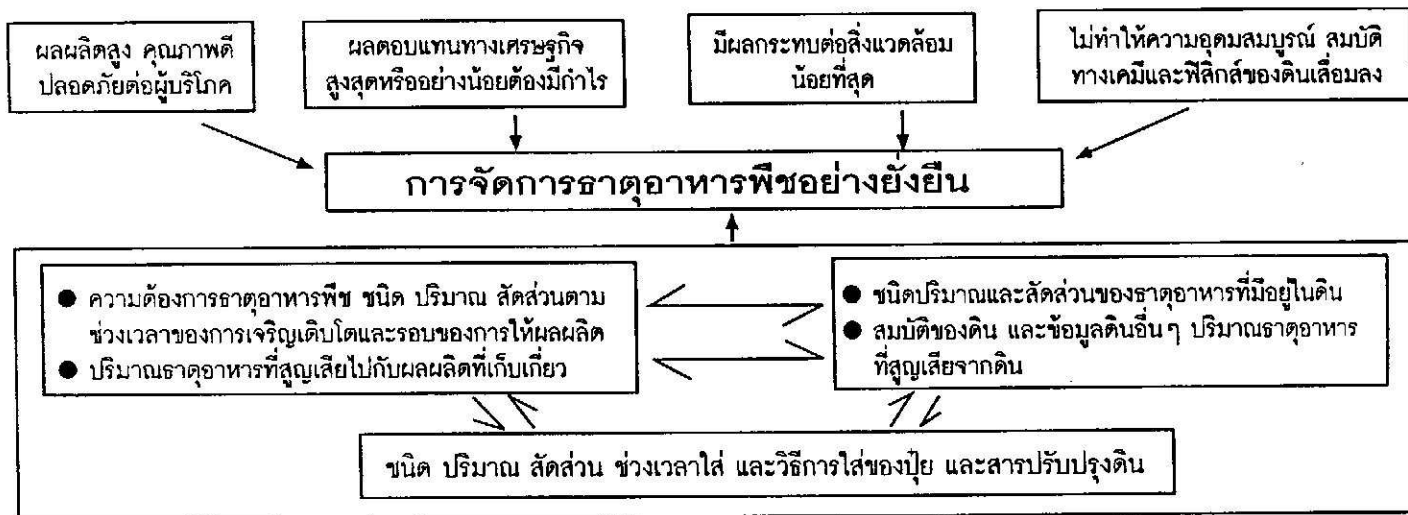 ผลผลิตสูง คุณภาพดี
ปลอดภัยต่อผู้บริโภค
ผลตอบแทนทางเศรษฐกิจ
สูงสุดหรืออย่างน้อยต้องมีกำไร
มีผลกระทบต่อสิ่งแวดล้อม
น้อยที่สุด
ไม่ทำให้ความอุดมสมบูรณ์ สมบัติ
ทางเคมีและฟิสิกส์ของดินเสื่อมลง
การจัดการธาตุอาหารพืชอย่างยั่งยืน
● ความต้องการธาตุอาหารพืช ชนิด ปริมาณ สัดส่วนตาม
ช่วงเวลาของการเจริญเติบโตและรอบของการให้ผลผลิต
● ปริมาณธาตุอาหารที่สูญเสียไปกับผลผลิตที่เก็บเกี่ยว
● ชนิดปริมาณและสัดส่วนของธาตุอาหารที่มีอยู่ในดิน
● สมบัติของดิน และข้อมูลดินอื่นๆ ปริมาณธาตุอาหาร
ที่สูญเสียจากดิน
ชนิด ปริมาณ สัดส่วน ช่วงเวลาใส่ และวิธีการใส่ของปุ๋ย และสารปรับปรุงดิน